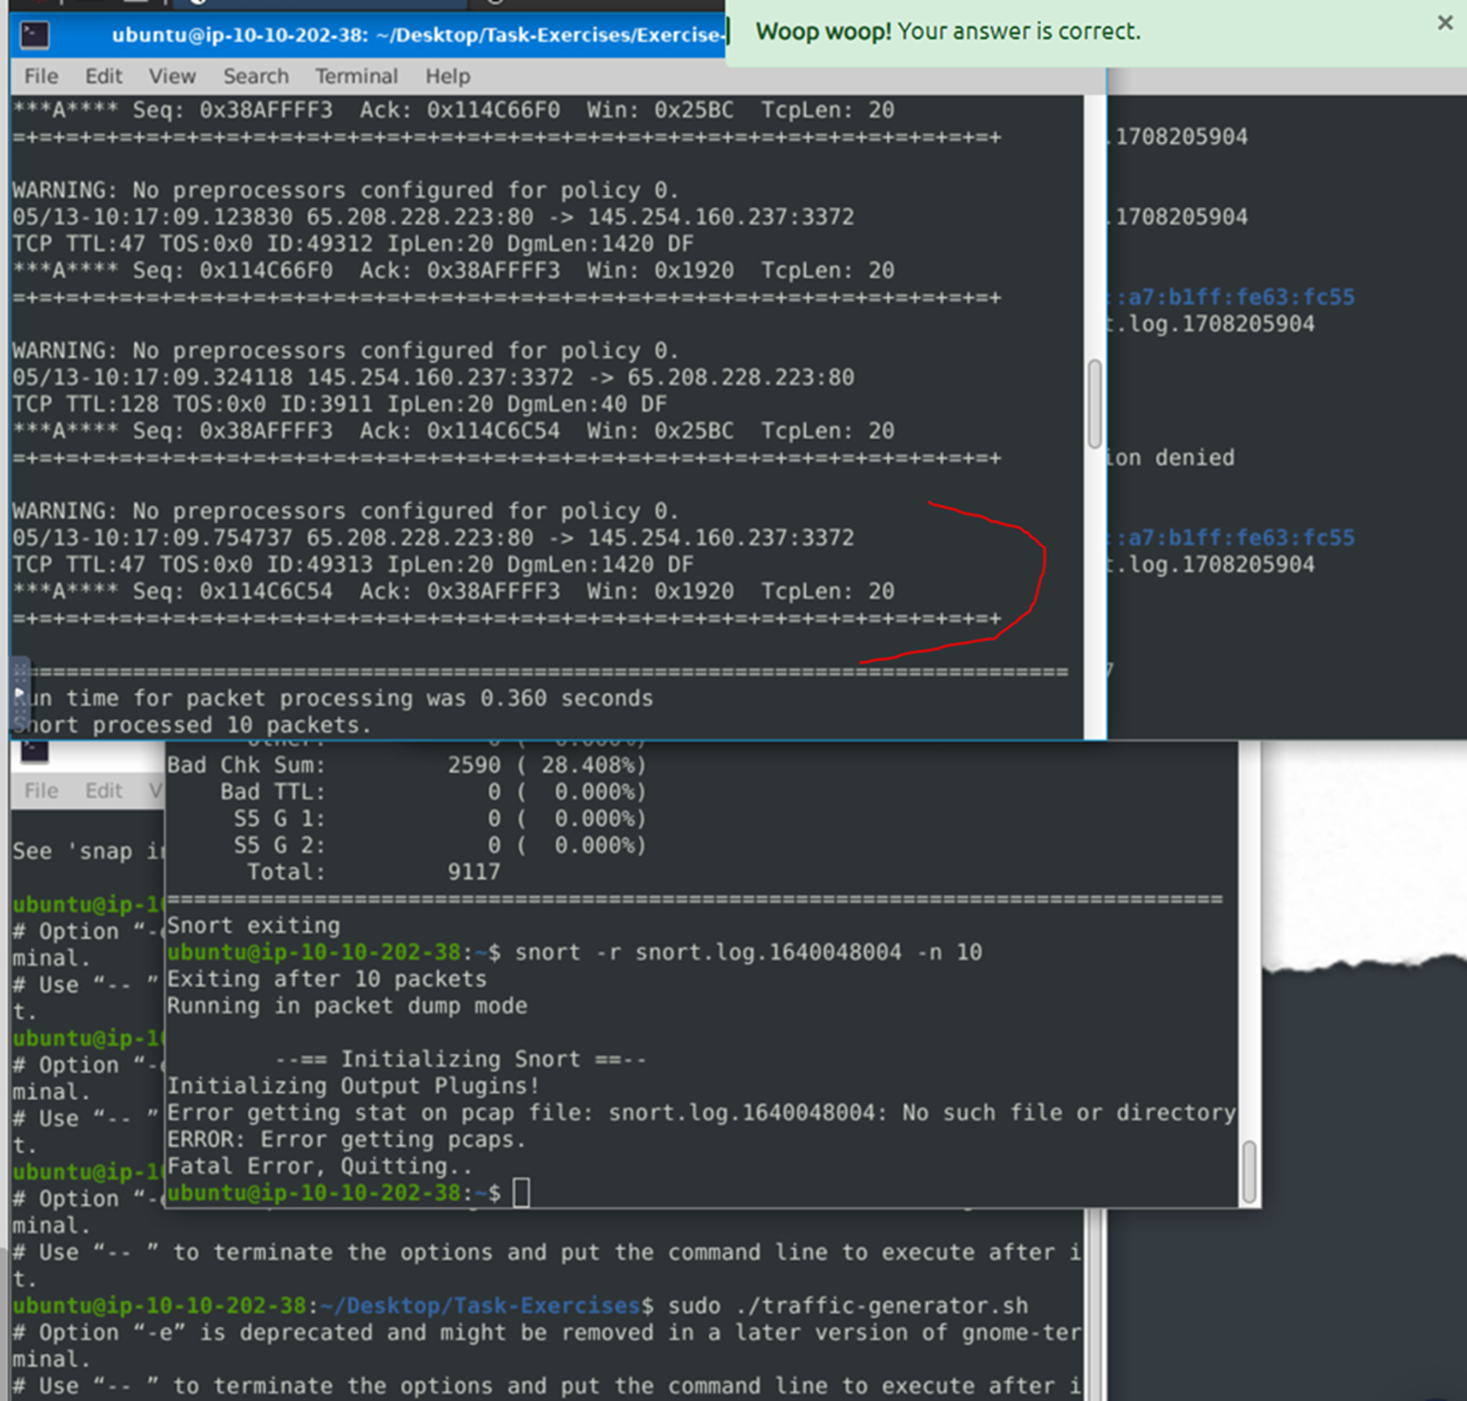 ubuntu@ip-10-10-202-38: ~/Desktop/Task-Exercises/Exercise-
Woop woop! Your answer is correct.
×
File Edit View Search Terminal Help
***A**** Seq: 0x38AFFFF3 Ack: 0x114C66F0 Win: 0x25BC TcpLen: 20
=+=+=+=+=+=+=+=+=+=+=+=+=+=+=+=+=+=+=+=+=+=+=+=+=+=+=+=+=+=+=+=+=+=+=+=+=+
WARNING: No preprocessors configured for policy 0.
05/13-10:17:09.123830 65.208.228.223:80 -> 145.254.160.237:3372
TCP TTL:47 TOS:0x0 ID:49312 IpLen:20 DgmLen:1420 DF
***A**** Seq: 0x114C66F0 Ack: 0x38AFFFF3 Win: 0x1920 TcpLen: 20
=+=+=+=+=+=+=+=+=+=+=+=+=+=+=+=+=+=+=+=+=+=+=+=+=+=+=+=+=+=+=+=+=+=+=+=+=+
WARNING: No preprocessors configured for policy 0.
05/13-10:17:09.324118 145.254.160.237:3372 -> 65.208.228.223:80
TCP TTL:128 TOS:0x0 ID:3911 IpLen:20 DgmLen:40 DF
***A**** Seq: 0x38AFFFF3 Ack: 0x114C6C54 Win: 0x25BC TcpLen: 20
=+=+=+=+=+=+=+=+=+=+=+=+=+=+=+=+=+=+=+=+=+=+=+=+=+=+=+=+=+=+=+=+=+=+=+=+=+
WARNING: No preprocessors configured for policy 0.
05/13-10:17:09.754737 65.208.228.223:80 -> 145.254.160.237:3372
TCP TTL:47 TOS:0x0 ID:49313 IpLen:20 DgmLen:1420 DF
***A**** Seq: 0x114C6C54 Ack: 0x38AFFFF3 Win: 0x1920 TcpLen: 20
=+=+=+=+=+=+=+=+=+=+=+=+=+=+=+=+=+=+=+=+=+=+=+=+=+=+=+=+=+=+=+=+=+=+=+=+=+
===============================================================================
un time for packet processing was 0.360 seconds
Snort processed 10 packets.
.1708205904
.1708205904
::a7:b1ff:fe63:fc55
t.log.1708205904
ion denied
::a7:b1ff:fe63:fc55
t.log.1708205904
7
Bad Chk Sum: 2590 ( 28.408%)
Bad TTL: 0 ( 0.000%)
S5 G 1: 0 ( 0.000%)
S5 G 2: 0 ( 0.000%)
Total: 9117
===============================================================================
Snort exiting
ubuntu@ip-10-10-202-38:~$ snort -r snort.log.1640048004 -n 10
Exiting after 10 packets
Running in packet dump mode
--== Initializing Snort ==--
Initializing Output Plugins!
Error getting stat on pcap file: snort.log.1640048004: No such file or directory
ERROR: Error getting pcaps.
Fatal Error, Quitting..
ubuntu@ip-10-10-202-38:~$
File Edit V
See 'snap i
ubuntu@ip-1
# Option “-
minal.
# Use “-- ”
t.
ubuntu@ip-1
# Option “-
minal.
# Use “-- ”
t.
ubuntu@ip-1
# Option “-
minal.
# Use “-- ” to terminate the options and put the command line to execute after i
t.
ubuntu@ip-10-10-202-38:~/Desktop/Task-Exercises$ sudo ./traffic-generator.sh
# Option “-e” is deprecated and might be removed in a later version of gnome-ter
minal.
# Use “-- ” to terminate the options and put the command line to execute after i